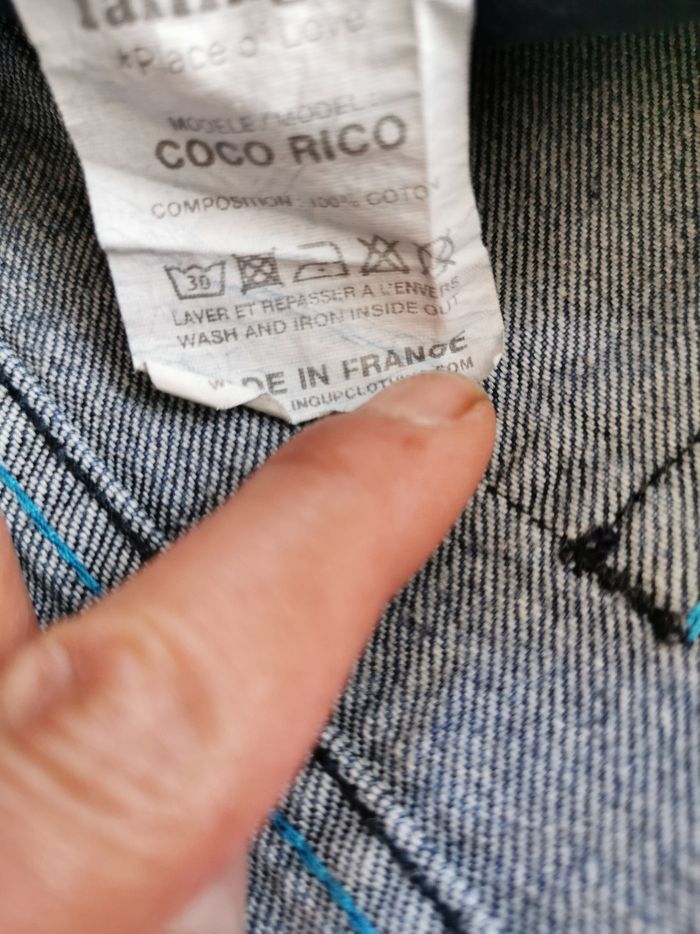 *Place o' Love
MODELE / MODEL :
COCO RICO
COMPOSITION : 100% COTON
30
LAVER ET REPASSER A L'ENVERS
WASH AND IRON INSIDE OUT
IN FRANCE